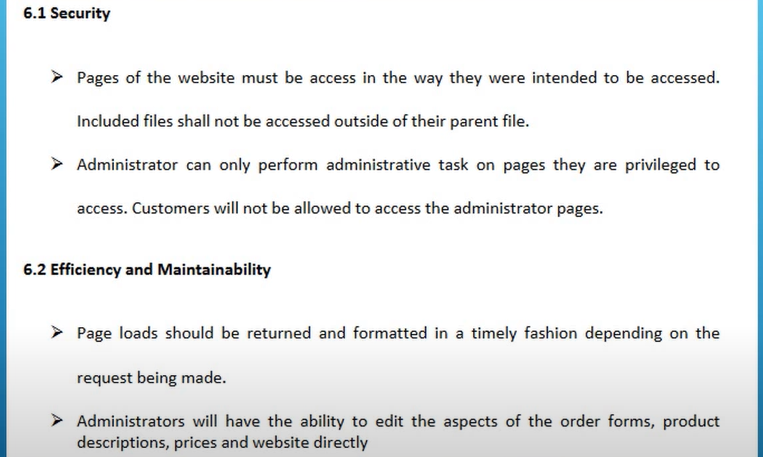 6.1 Security
➢ Pages of the website must be access in the way they were intended to be accessed.
Included files shall not be accessed outside of their parent file.
➢ Administrator can only perform administrative task on pages they are privileged to
access. Customers will not be allowed to access the administrator pages.
6.2 Efficiency and Maintainability
➢ Page loads should be returned and formatted in a timely fashion depending on the
request being made.
➢ Administrators will have the ability to edit the aspects of the order forms, product
descriptions, prices and website directly